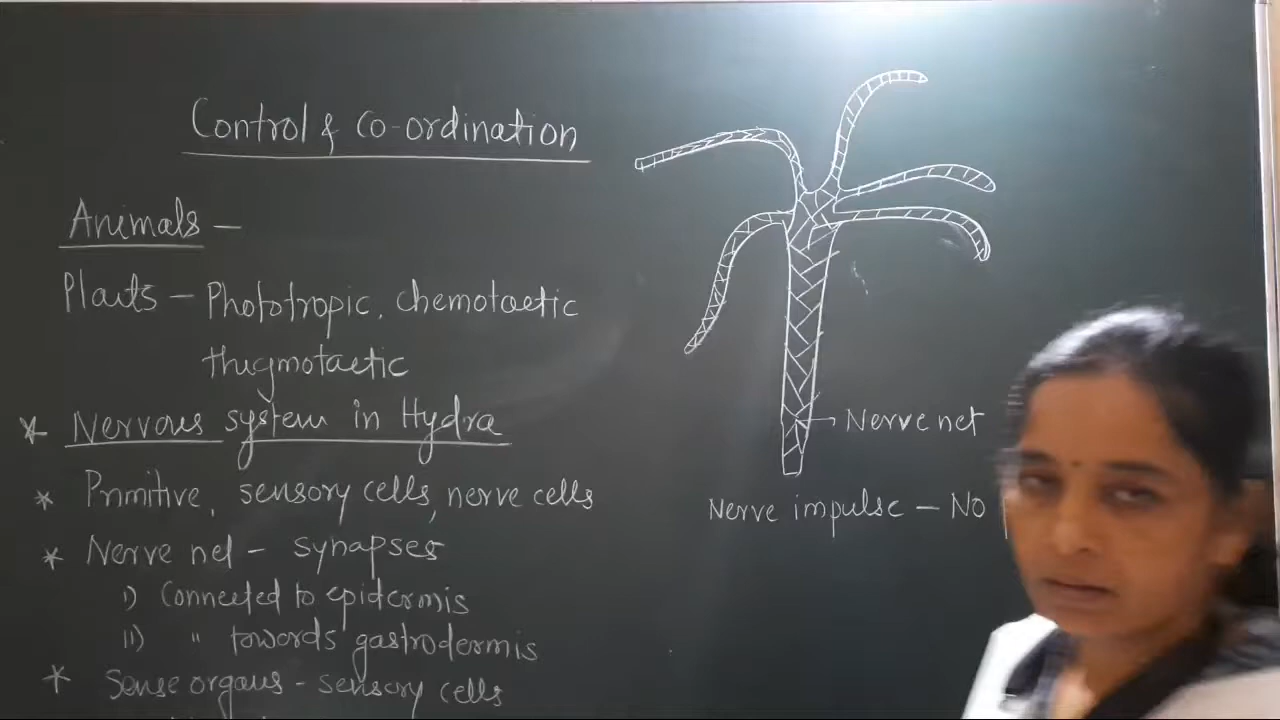 Control & Co-ordination
Animals -
Plants - Phototropic, chemotactic
thigmotactic
* Nervous system in Hydra
* Primitive, sensory cells, nerve cells
* Nerve net - synapses
i) Connected to epidermis
ii) " towards gastrodermis
* Sense organs - sensory cells
Nerve net
Nerve impulse - No